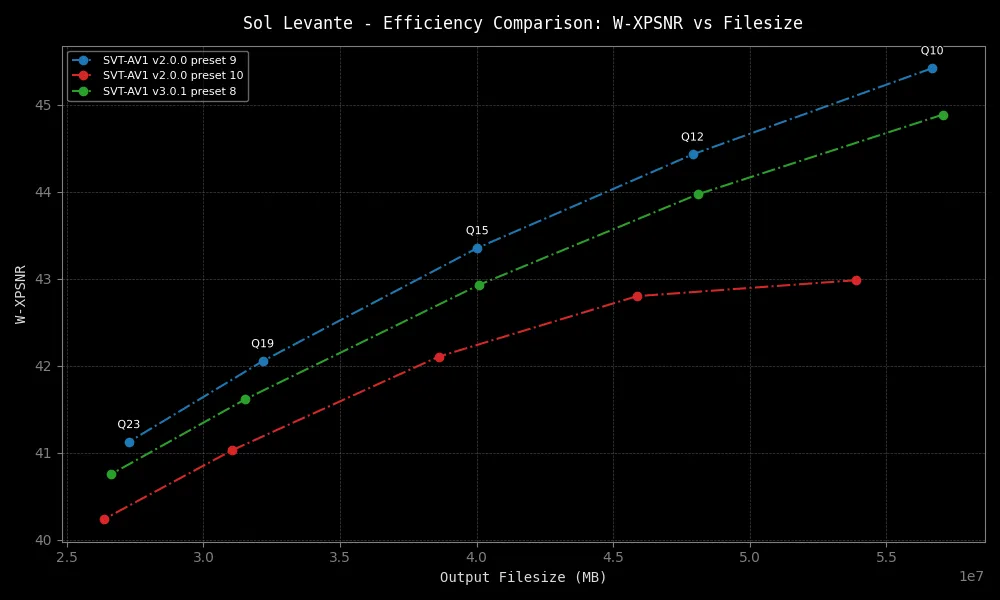 Sol Levante - Efficiency Comparison: W-XPSNR vs Filesize
SVT-AV1 v2.0.0 preset 9
SVT-AV1 v2.0.0 preset 10
SVT-AV1 v3.0.1 preset 8
Q10
Q12
Q15
Q19
Q23
45
44
43
42
41
40
W-XPSNR
2.5 3.0 3.5 4.0 4.5 5.0 5.5
1e7
Output Filesize (MB)